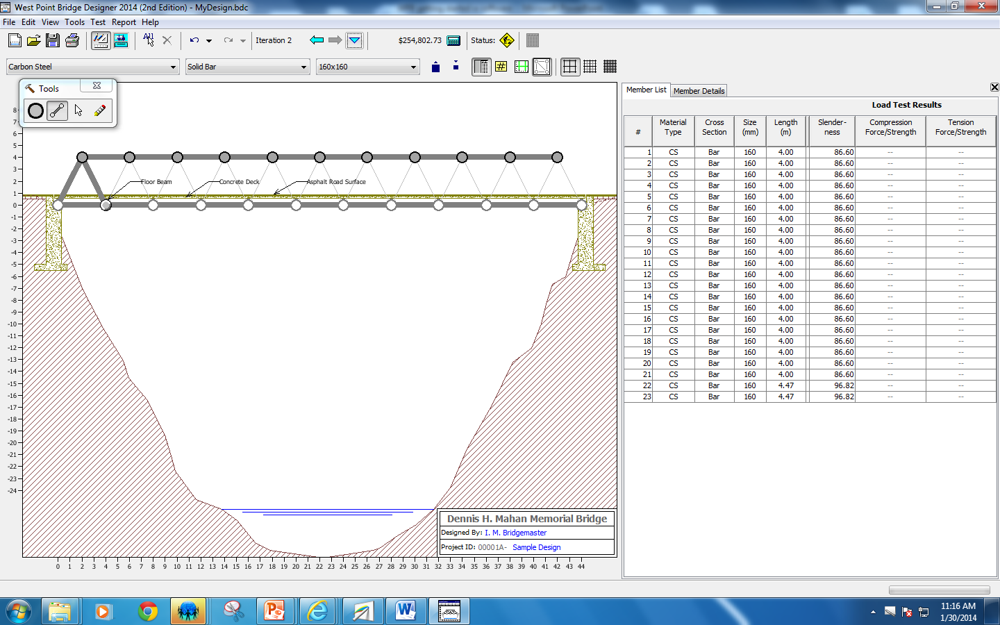 West Point Bridge Designer 2014 (2nd Edition) - MyDesign.bdc
File Edit View Tools Test Report Help
Iteration 2 $254,802.73 Status:
Carbon Steel Solid Bar 160x160
Tools
Member List Member Details
Load Test Results
# Material Type Cross Section Size (mm) Length (m) Slender-ness Compression Force/Strength Tension Force/Strength
1 CS Bar 160 4.00 86.60 -- --
2 CS Bar 160 4.00 86.60 -- --
3 CS Bar 160 4.00 86.60 -- --
4 CS Bar 160 4.00 86.60 -- --
5 CS Bar 160 4.00 86.60 -- --
6 CS Bar 160 4.00 86.60 -- --
7 CS Bar 160 4.00 86.60 -- --
8 CS Bar 160 4.00 86.60 -- --
9 CS Bar 160 4.00 86.60 -- --
10 CS Bar 160 4.00 86.60 -- --
11 CS Bar 160 4.00 86.60 -- --
12 CS Bar 160 4.00 86.60 -- --
13 CS Bar 160 4.00 86.60 -- --
14 CS Bar 160 4.00 86.60 -- --
15 CS Bar 160 4.00 86.60 -- --
16 CS Bar 160 4.00 86.60 -- --
17 CS Bar 160 4.00 86.60 -- --
18 CS Bar 160 4.00 86.60 -- --
19 CS Bar 160 4.00 86.60 -- --
20 CS Bar 160 4.00 86.60 -- --
21 CS Bar 160 4.00 86.60 -- --
22 CS Bar 160 4.47 96.82 -- --
23 CS Bar 160 4.47 96.82 -- --
8
7
6
5
4
3
2
1
0
-1
-2
-3
-4
-5
-6
-7
-8
-9
-10
-11
-12
-13
-14
-15
-16
-17
-18
-19
-20
-21
-22
-23
-24
Floor Beam Concrete Deck Asphalt Road Surface
Dennis H. Mahan Memorial Bridge
Designed By: I. M. Bridgemaster
Project ID: 00001A- Sample Design
0 1 2 3 4 5 6 7 8 9 10 11 12 13 14 15 16 17 18 19 20 21 22 23 24 25 26 27 28 29 30 31 32 33 34 35 36 37 38 39 40 41 42 43 44
11:16 AM
1/30/2014